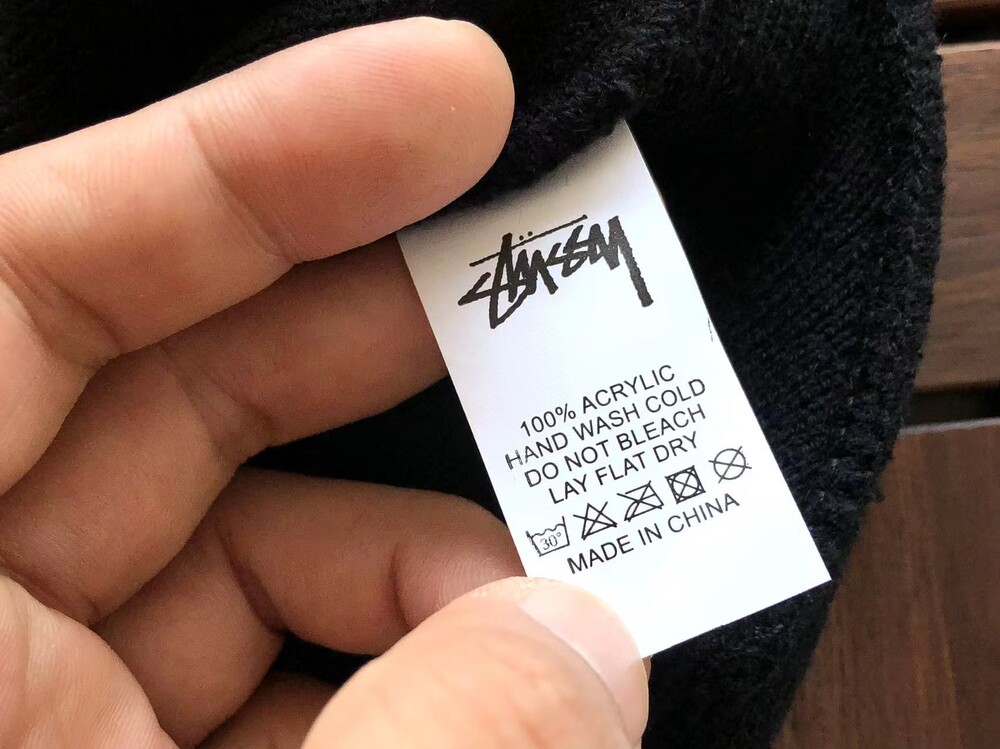 Stüssy
100% ACRYLIC
HAND WASH COLD
DO NOT BLEACH
LAY FLAT DRY
30°
MADE IN CHINA